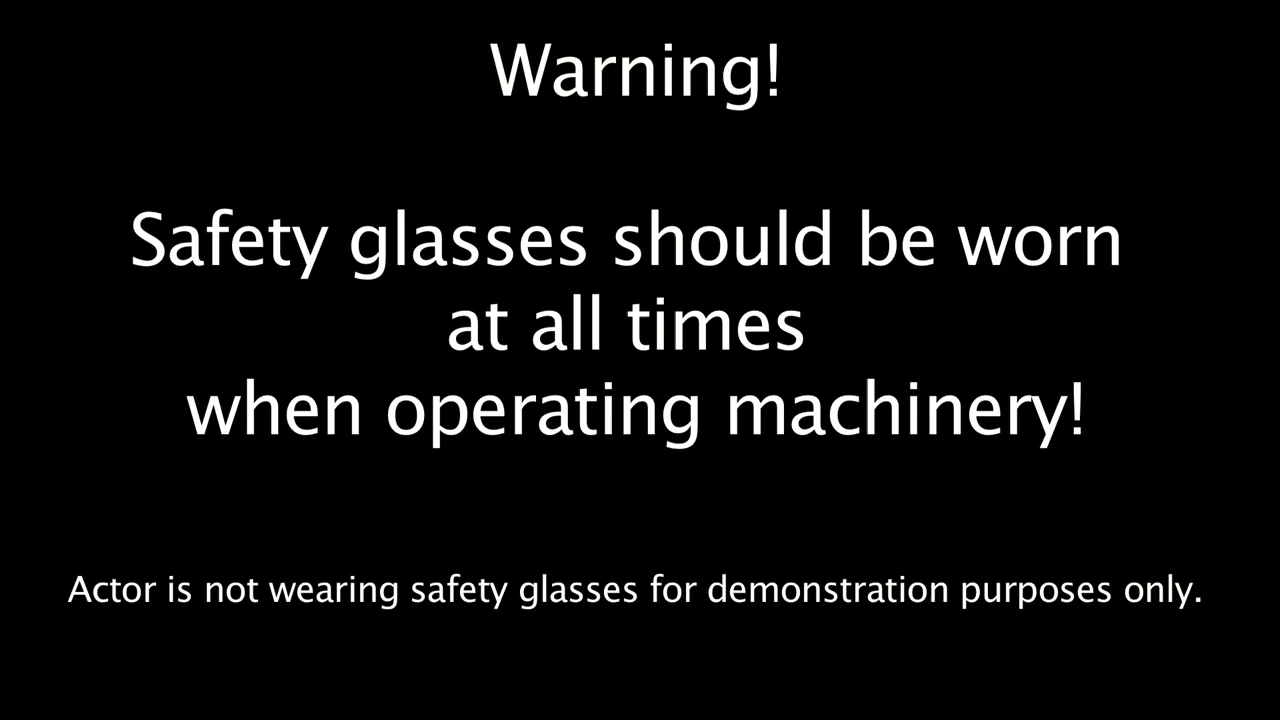 Warning!
Safety glasses should be worn
at all times
when operating machinery!
Actor is not wearing safety glasses for demonstration purposes only.